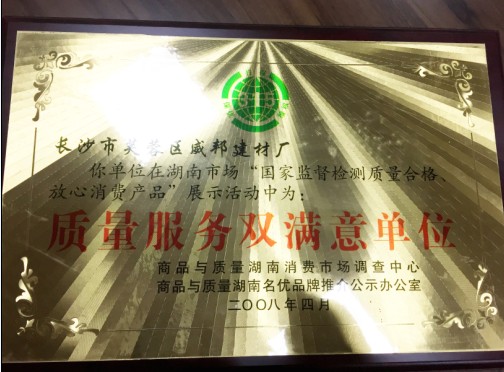 长沙市芙蓉区威邦建材厂
你单位在湖南市场“国家监督检测质量合格、
放心消费产品”展示活动中为:
质量服务双满意单位
商品与质量湖南消费市场调查中心
商品与质量湖南名优品牌推介公示办公室
二〇〇八年四月